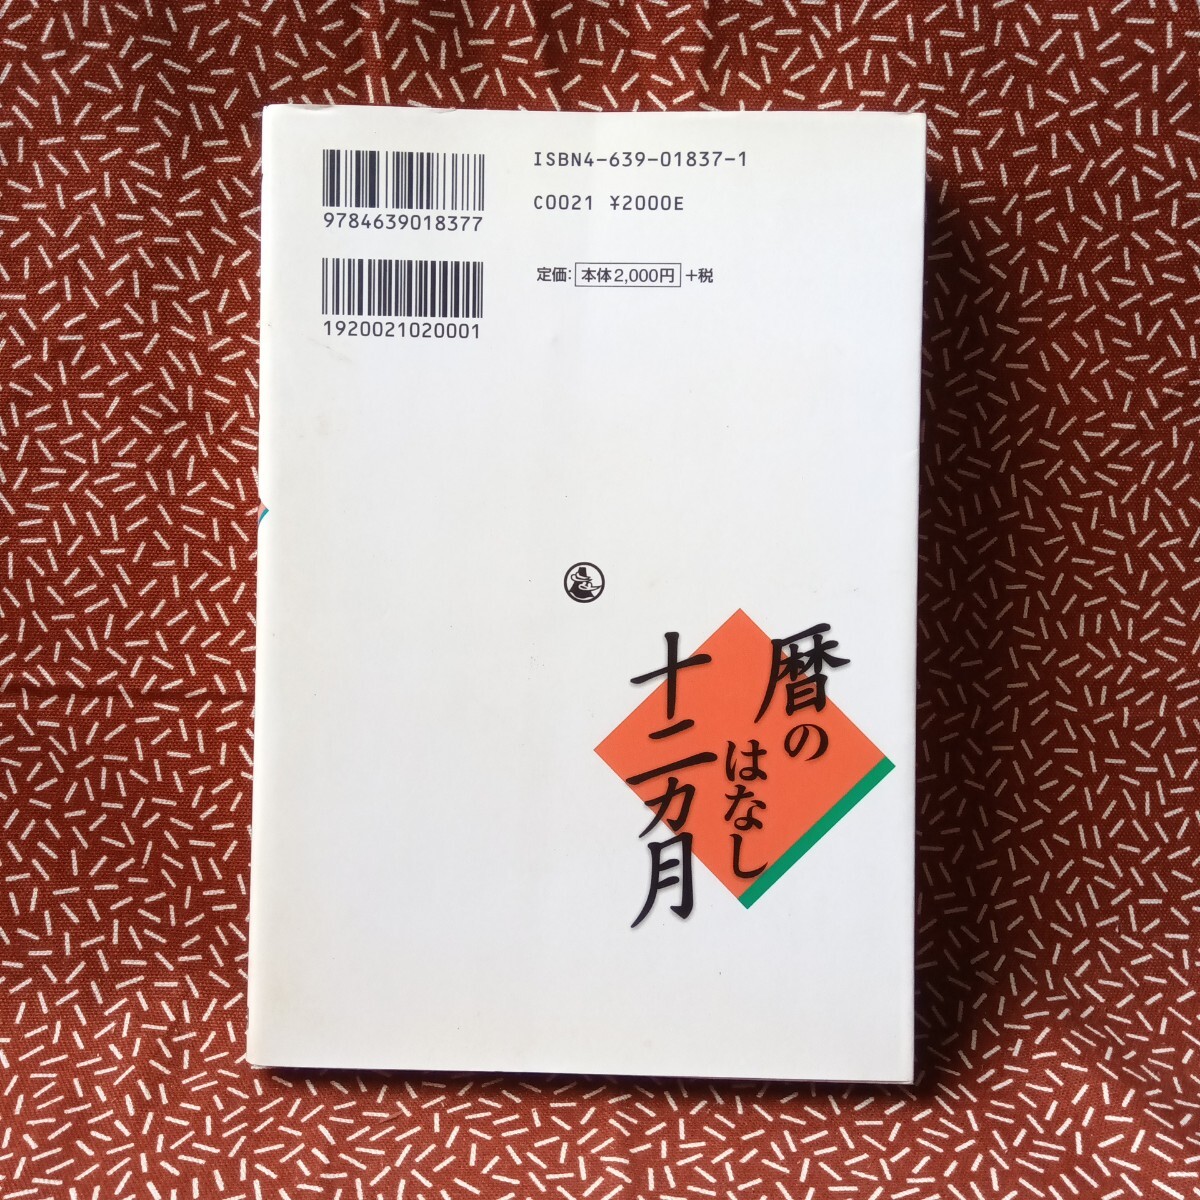 ISBN4-639-01837-1
C0021 ¥2000E
9784639018377
定価: 本体2,000円 +税
1920021020001
暦の
はなし
十二カ月